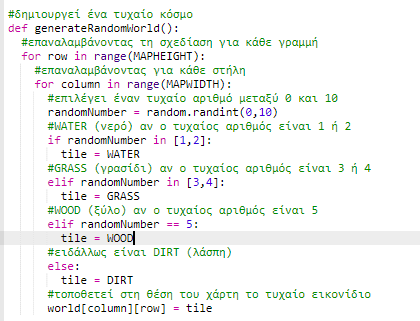 #δημιουργεί ένα τυχαίο κόσμο
def generateRandomWorld():
#επαναλαμβάνοντας τη σχεδίαση για κάθε γραμμή
for row in range(MAPHEIGHT):
#επαναλαμβάνοντας για κάθε στήλη
for column in range(MAPWIDTH):
#επιλέγει έναν τυχαίο αριθμό μεταξύ 0 και 10
randomNumber = random.randint(0,10)
#WATER (νερό) αν ο τυχαίος αριθμός είναι 1 ή 2
if randomNumber in [1,2]:
tile = WATER
#GRASS (γρασίδι) αν ο τυχαίος αριθμός είναι 3 ή 4
elif randomNumber in [3,4]:
tile = GRASS
#WOOD (ξύλο) αν ο τυχαίος αριθμός είναι 5
elif randomNumber == 5:
tile = WOOD
#ειδάλλως είναι DIRT (λάσπη)
else:
tile = DIRT
#τοποθετεί στη θέση του χάρτη το τυχαίο εικονίδιο
world[column][row] = tile